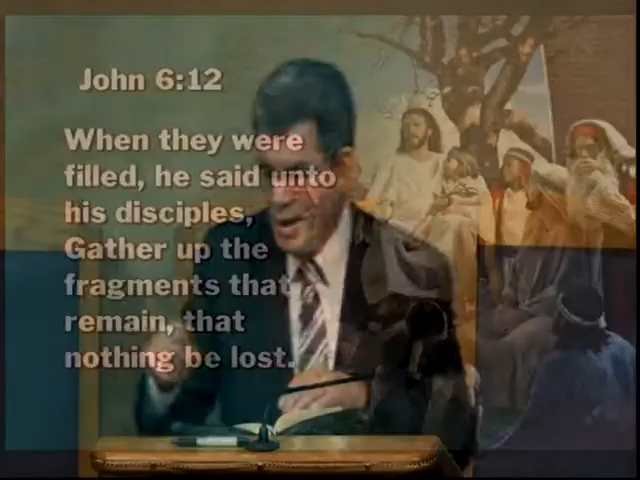 John 6:12
When they were
filled, he said unto
his disciples,
Gather up the
fragments that
remain, that
nothing be lost.